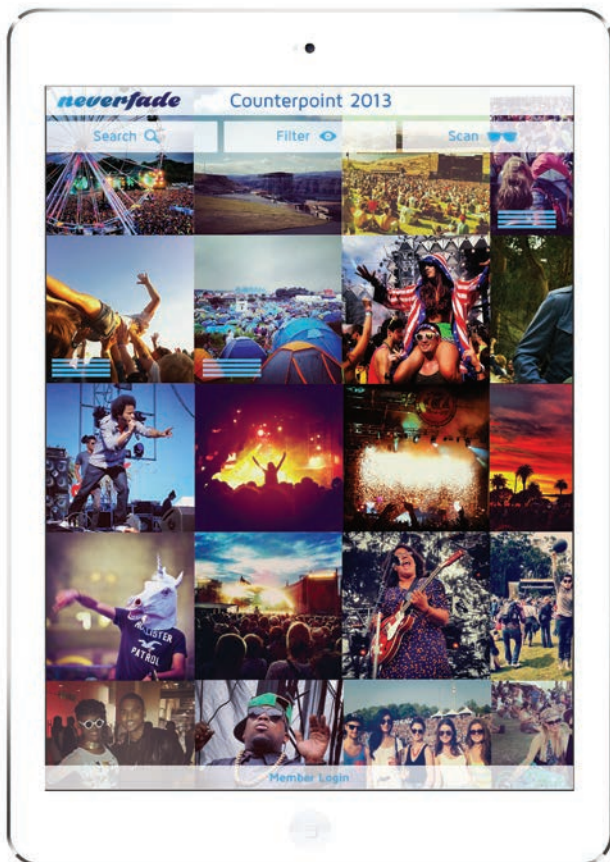 neverfade Counterpoint 2013
Search Filter Scan
HOLLISTER
PATROL
Member Login